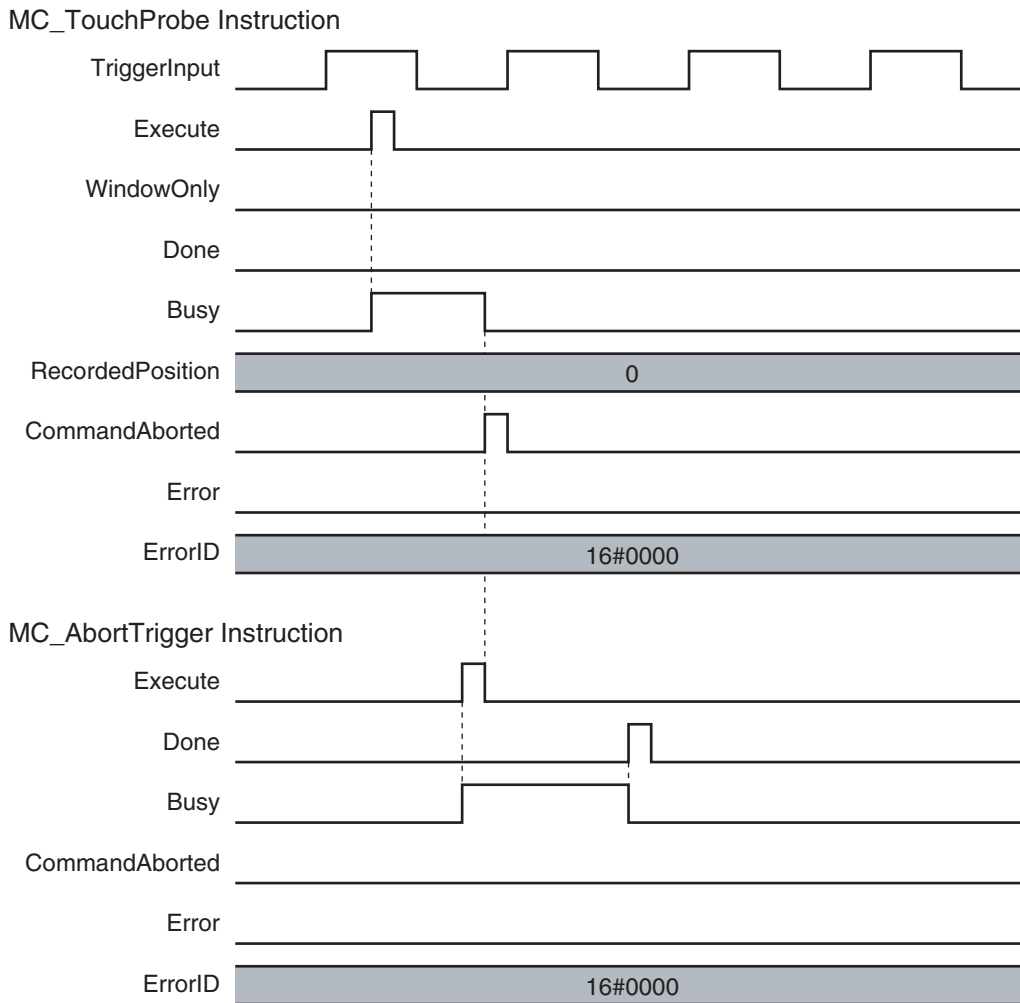 MC_TouchProbe Instruction
TriggerInput
Execute
WindowOnly
Done
Busy
RecordedPosition
0
CommandAborted
Error
ErrorID
16#0000
MC_AbortTrigger Instruction
Execute
Done
Busy
CommandAborted
Error
ErrorID
16#0000